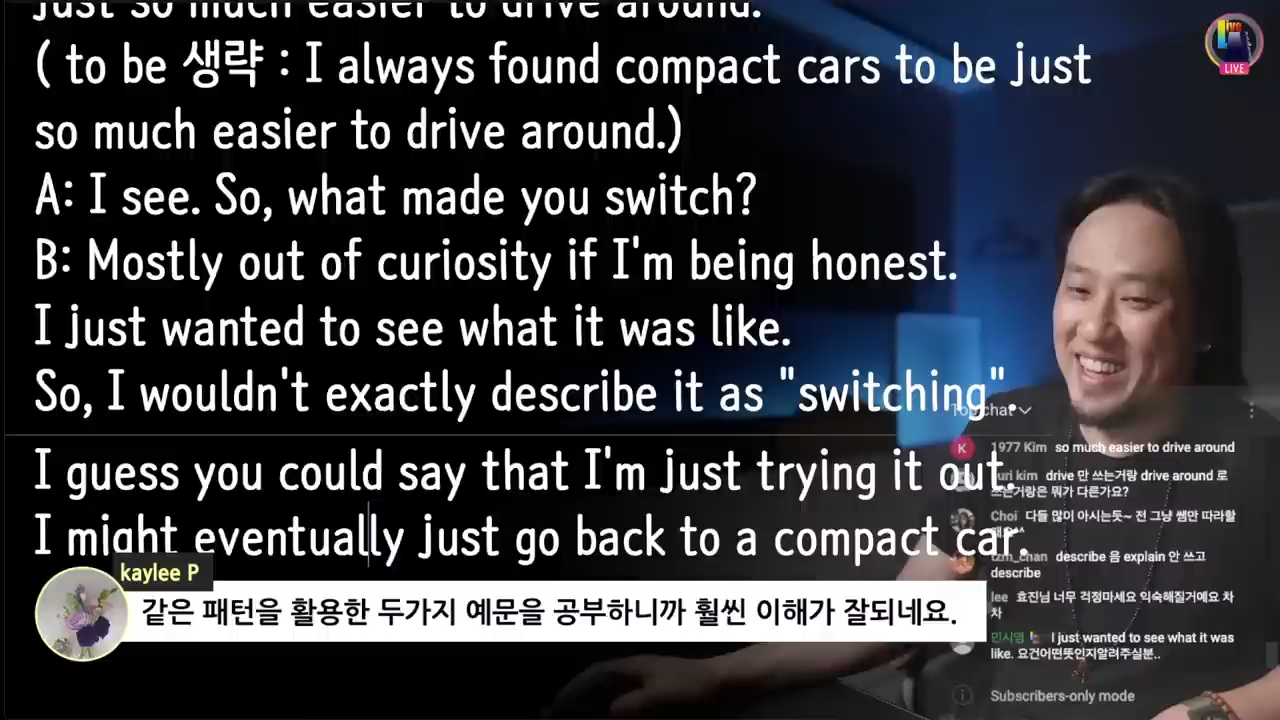 just so much easier to drive around.
( to be 생략 : I always found compact cars to be just
so much easier to drive around.)
A: I see. So, what made you switch?
B: Mostly out of curiosity if I'm being honest.
I just wanted to see what it was like.
So, I wouldn't exactly describe it as "switching".
I guess you could say that I'm just trying it out.
I might eventually just go back to a compact car.
kaylee P
같은 패턴을 활용한 두가지 예문을 공부하니까 훨씬 이해가 잘되네요.
Live
LIVE
Top chat
K
1977 Kim so much easier to drive around
kim drive 만 쓰는거랑 drive around 로
쓰는거랑은 뭐가 다른가요?
Choi 다들 많이 아시는듯~ 전 그냥 쌤만 따라할
describe 음 explain 안 쓰고
describe
lee 효진님 너무 걱정마세요 익숙해질거예요 차
차
민시영 I just wanted to see what it was
like. 요건어떤뜻인지알려주실분..
Subscribers-only mode